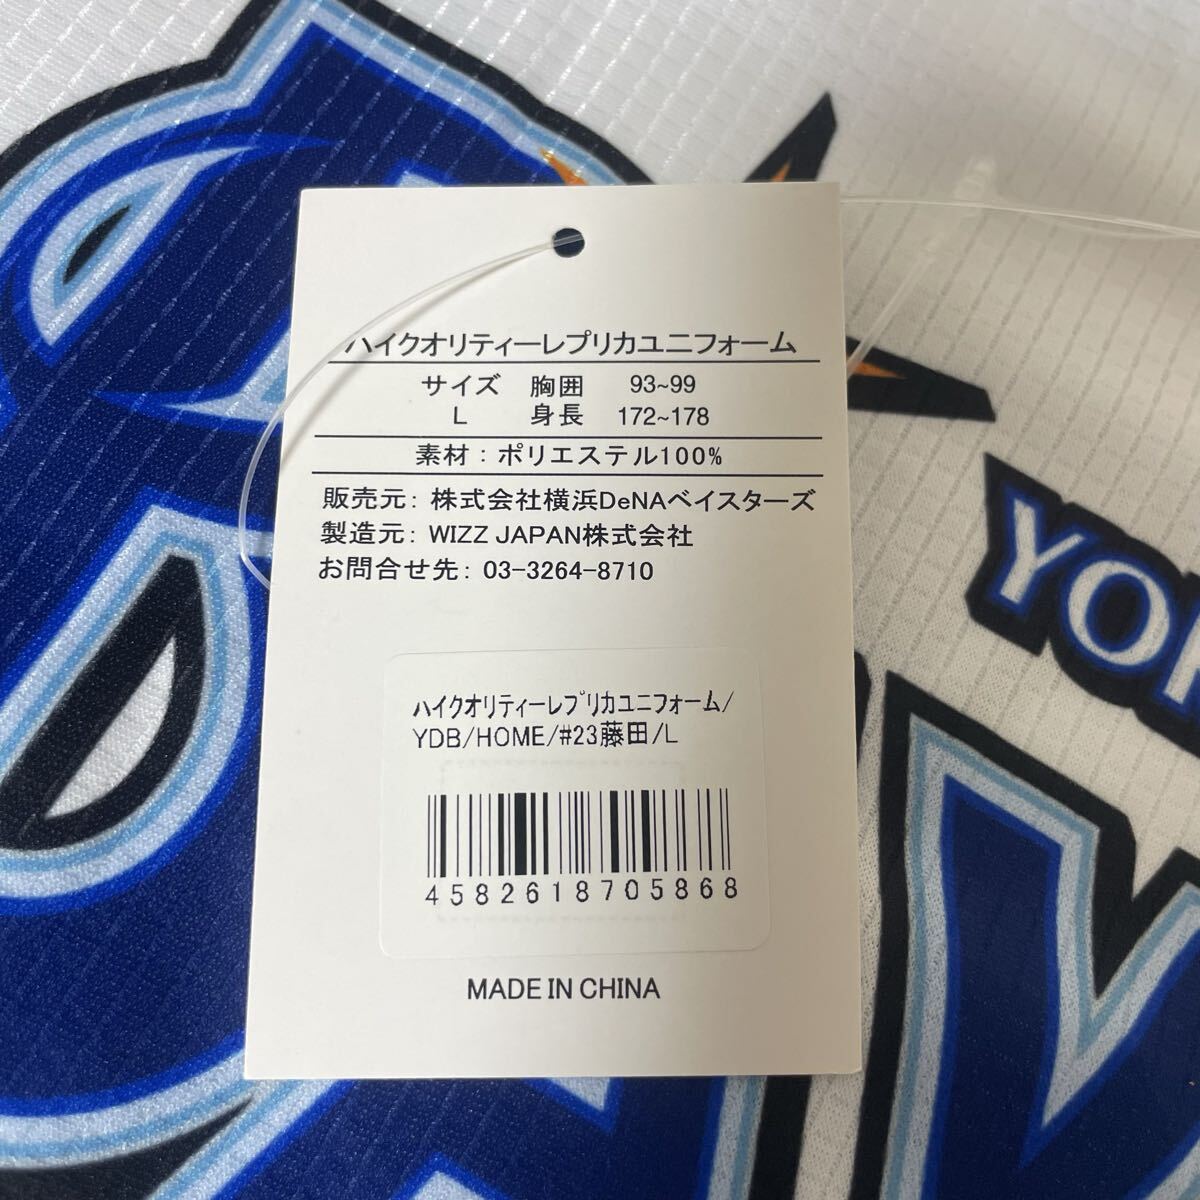 ハイクオリティーレプリカユニフォーム
サイズ 胸囲 93~99
L 身長 172~178
素材：ポリエステル100%
販売元： 株式会社横浜DeNAベイスターズ
製造元： WIZZ JAPAN株式会社
お問合せ先： 03-3264-8710
ﾊｲｸｵﾘﾃｨｰﾚﾌﾟﾘｶﾕﾆﾌｫｰﾑ/
YDB/HOME/#23藤田/L
4582618705868
MADE IN CHINA